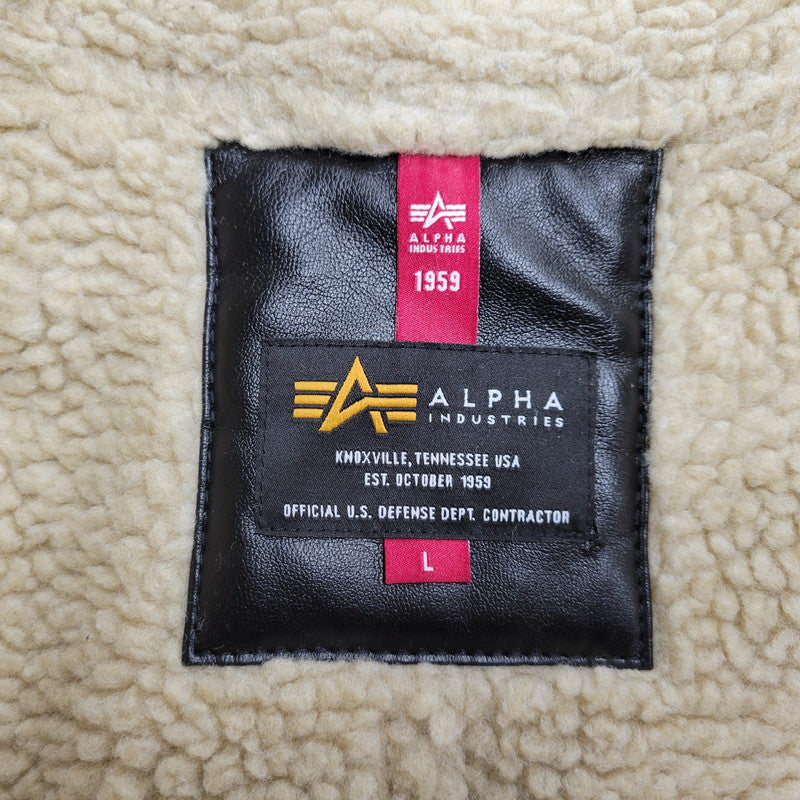 ALPHA
INDUSTRIES
1959
ALPHA
INDUSTRIES
KNOXVILLE, TENNESSEE USA
EST. OCTOBER 1959
OFFICIAL U.S. DEFENSE DEPT. CONTRACTOR
L